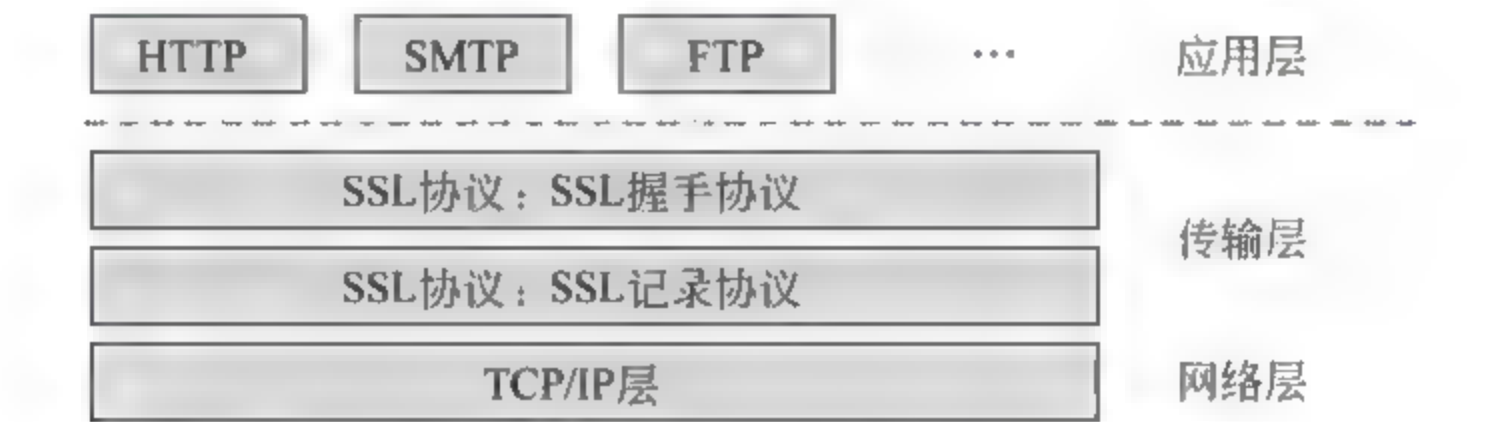 HTTP SMTP FTP … 应用层
SSL协议：SSL握手协议
传输层
SSL协议：SSL记录协议
TCP/IP层 网络层